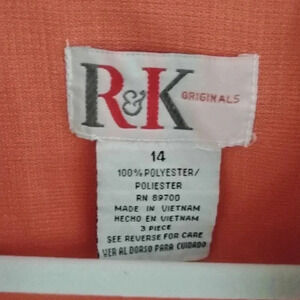 R&K ORIGINALS
14
100% POLYESTER/
POLIESTER
RN 69700
MADE IN VIETNAM
HECHO EN VIETNAM
3 PIECE
SEE REVERSE FOR CARE
VER AL DORSO PARA CUIDADO